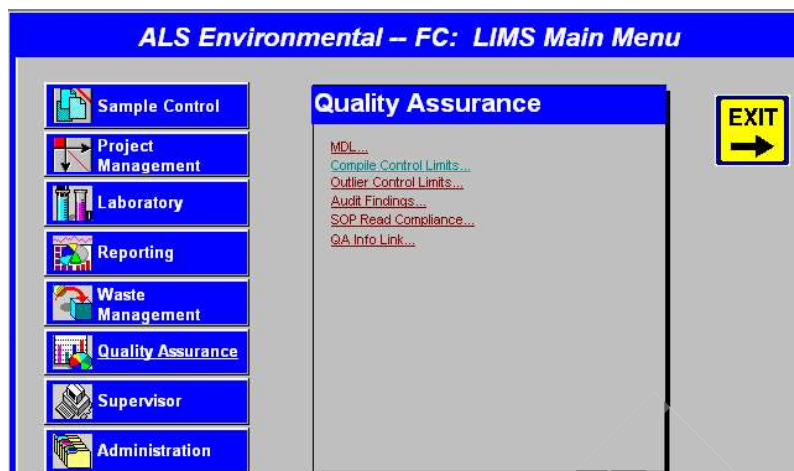 ALS Environmental -- FC: LIMS Main Menu
Sample Control
Project
Management
Laboratory
Reporting
Waste
Management
Quality Assurance
Supervisor
Administration
Quality Assurance
MDL...
Compile Control Limits...
Outlier Control Limits...
Audit Findings...
SOP Read Compliance...
QA Info Link...
EXIT